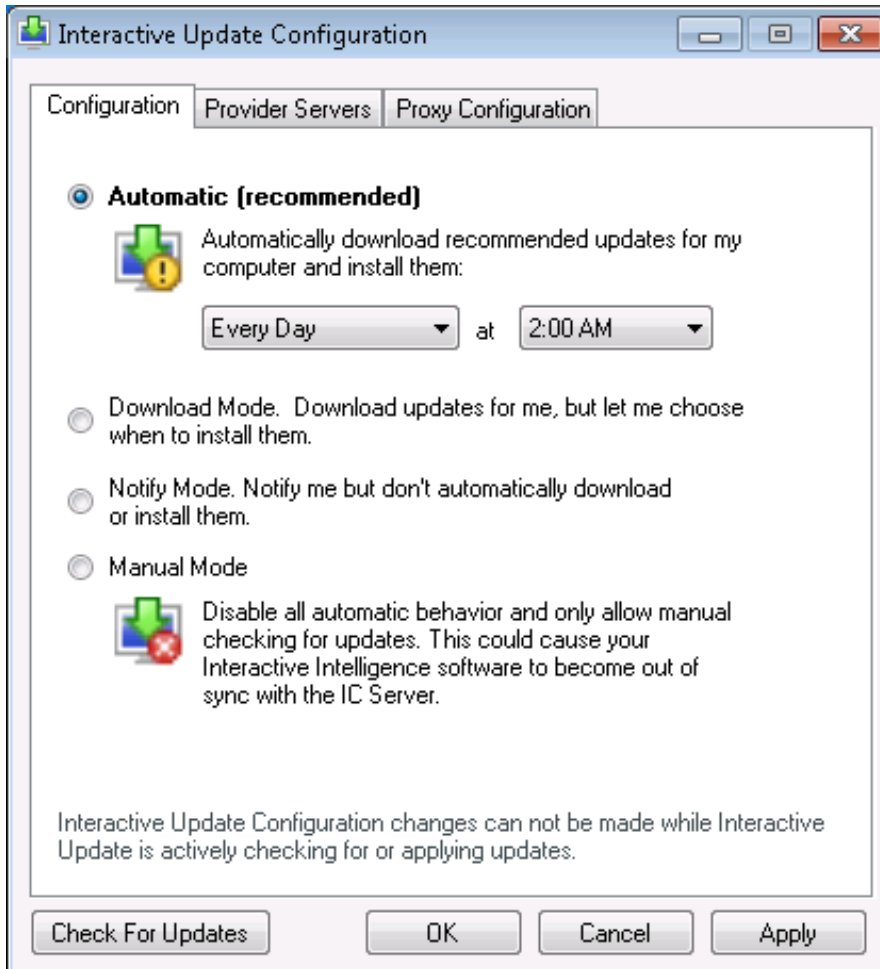 Interactive Update Configuration
Configuration
Provider Servers
Proxy Configuration
Automatic (recommended)
Automatically download recommended updates for my
computer and install them:
Every Day at 2:00 AM
Download Mode.  Download updates for me, but let me choose
when to install them.
Notify Mode. Notify me but don't automatically download
or install them.
Manual Mode
Disable all automatic behavior and only allow manual
checking for updates. This could cause your
Interactive Intelligence software to become out of
sync with the IC Server.
Interactive Update Configuration changes can not be made while Interactive
Update is actively checking for or applying updates.
Check For Updates
OK
Cancel
Apply